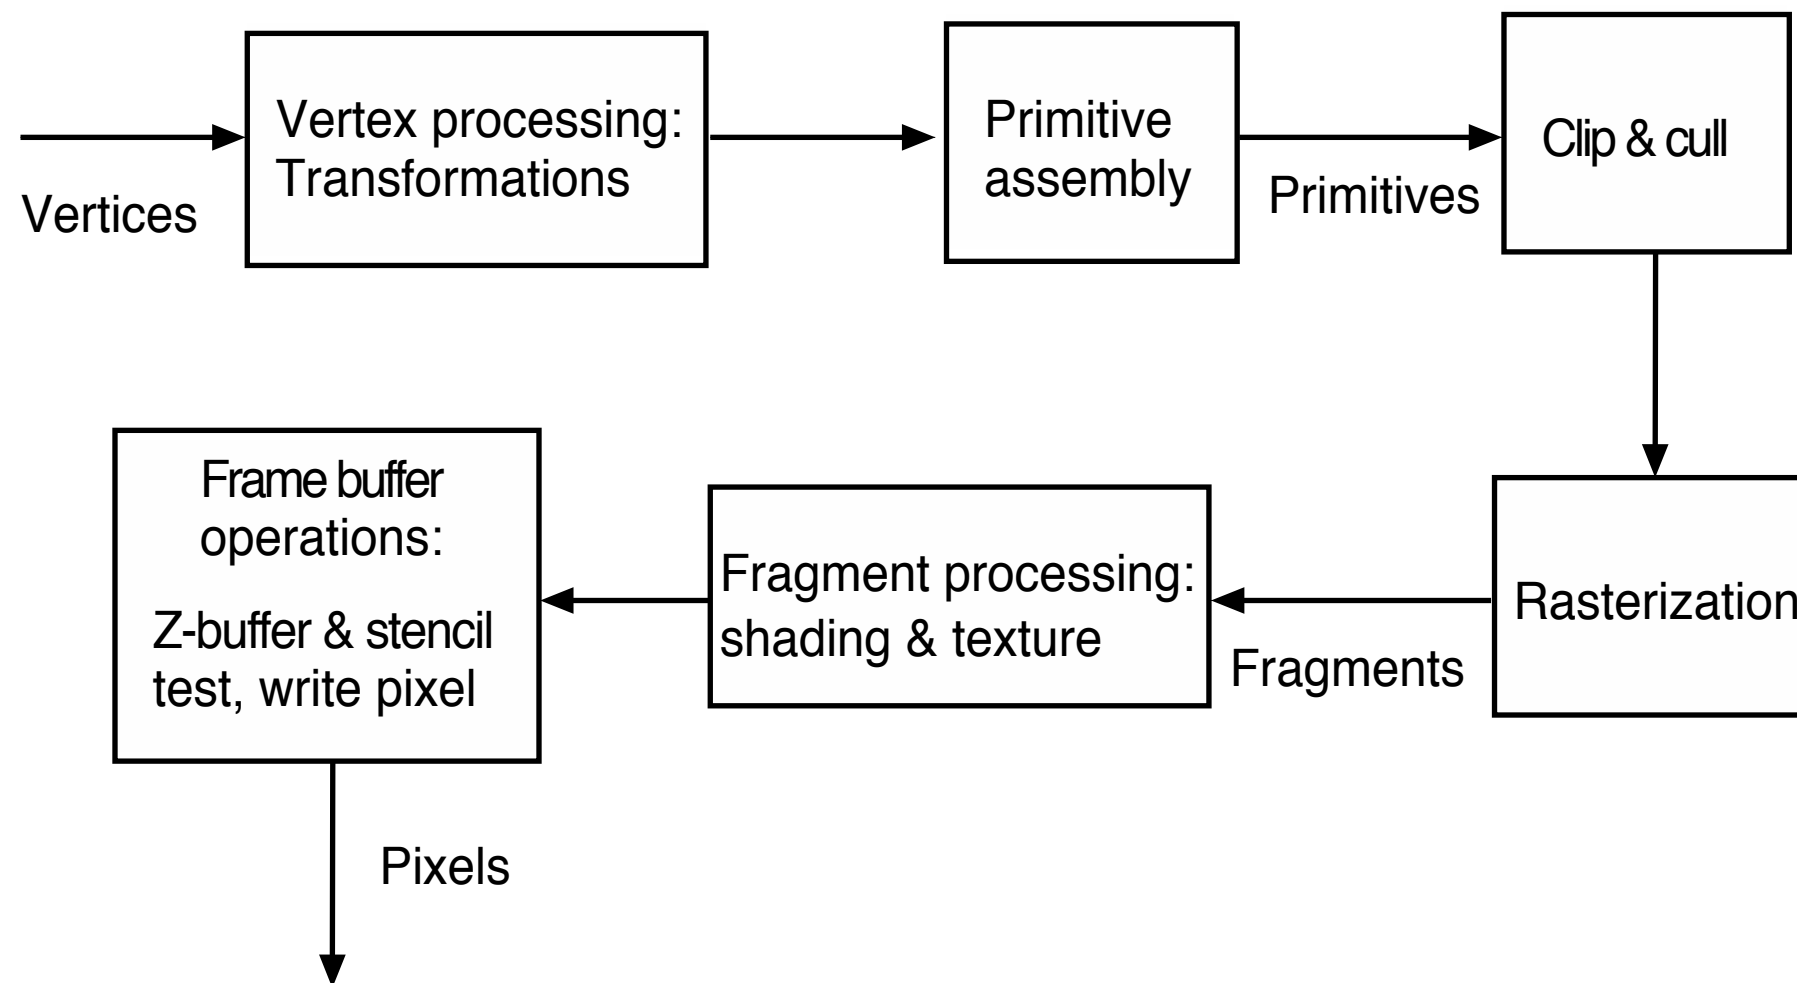 Vertices
Vertex processing:
Transformations
Primitive
assembly
Primitives
Clip & cull
Rasterization
Fragments
Fragment processing:
shading & texture
Frame buffer
operations:
Z-buffer & stencil
test, write pixel
Pixels